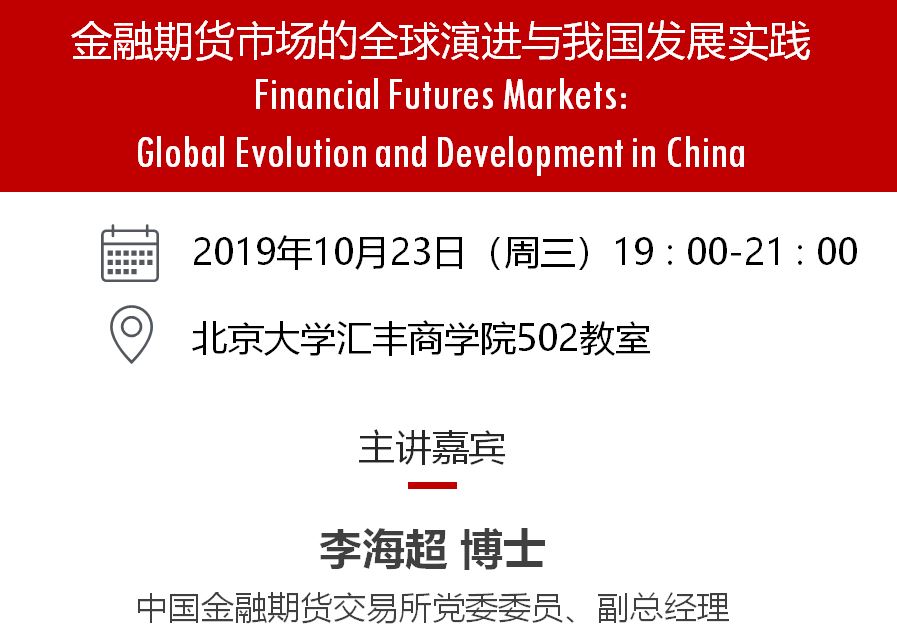 金融期货市场的全球演进与我国发展实践
Financial Futures Markets:
Global Evolution and Development in China
2019年10月23日（周三）19：00-21：00
北京大学汇丰商学院502教室
主讲嘉宾
李海超 博士
中国金融期货交易所党委委员、副总经理